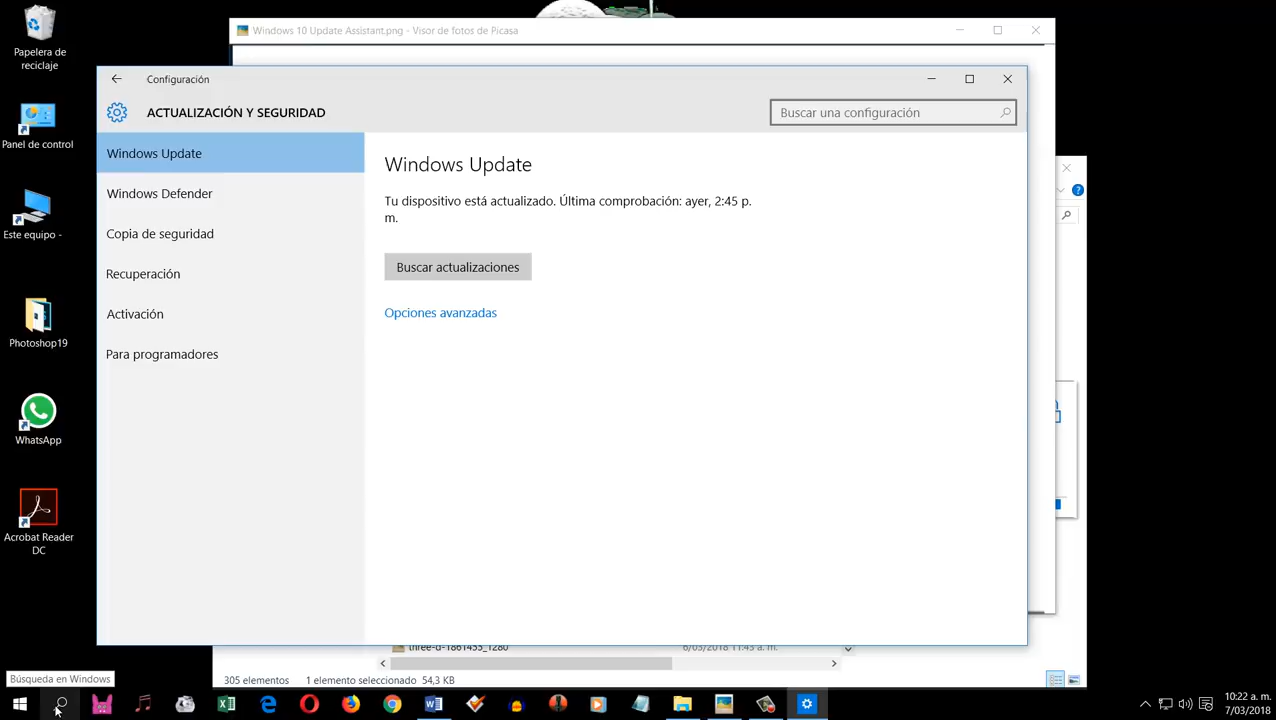 Papelera de
reciclaje
Panel de control
Este equipo -
Photoshop19
WhatsApp
Acrobat Reader
DC
Windows 10 Update Assistant.png - Visor de fotos de Picasa
Configuración
ACTUALIZACIÓN Y SEGURIDAD
Buscar una configuración
Windows Update
Windows Defender
Copia de seguridad
Recuperación
Activación
Para programadores
Windows Update
Tu dispositivo está actualizado. Última comprobación: ayer, 2:45 p.
m.
Buscar actualizaciones
Opciones avanzadas
three-d-1861455_1280 6/03/2018 11:43 a. m.
305 elementos 1 elemento seleccionado 54,3 KB
Búsqueda en Windows
10:22 a. m.
7/03/2018